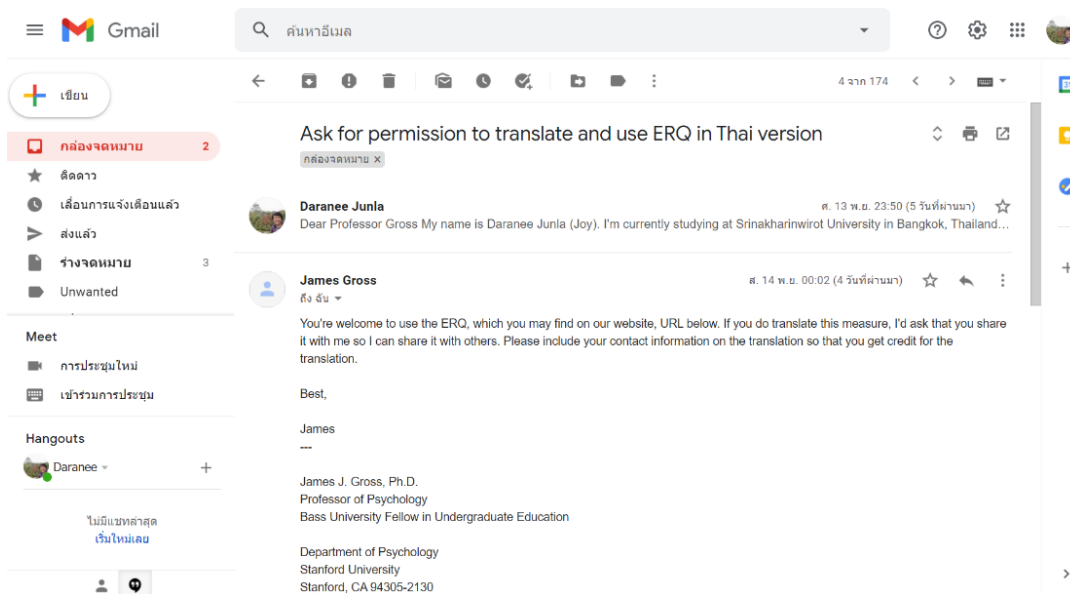 Gmail
ค้นหาอีเมล
เขียน
4 จาก 174
กล่องจดหมาย 2
ติดดาว
เลื่อนการแจ้งเตือนแล้ว
ส่งแล้ว
ร่างจดหมาย 3
Unwanted
Meet
การประชุมใหม่
เข้าร่วมการประชุม
Hangouts
Daranee
ไม่มีแชทล่าสุด
เริ่มใหม่เลย
Ask for permission to translate and use ERQ in Thai version
กล่องจดหมาย x
Daranee Junla
ศ. 13 พ.ย. 23:50 (5 วันที่ผ่านมา)
Dear Professor Gross My name is Daranee Junla (Joy). I'm currently studying at Srinakharinwirot University in Bangkok, Thailand…
James Gross
ส. 14 พ.ย. 00:02 (4 วันที่ผ่านมา)
ถึง ฉัน
You're welcome to use the ERQ, which you may find on our website, URL below. If you do translate this measure, I'd ask that you share
it with me so I can share it with others. Please include your contact information on the translation so that you get credit for the
translation.
Best,
James
---
James J. Gross, Ph.D.
Professor of Psychology
Bass University Fellow in Undergraduate Education
Department of Psychology
Stanford University
Stanford, CA 94305-2130